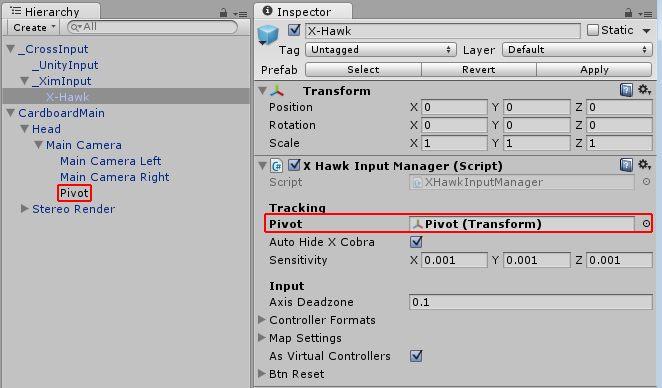 Hierarchy
Create
All
_CrossInput
_UnityInput
_XimInput
X-Hawk
CardboardMain
Head
Main Camera
Main Camera Left
Main Camera Right
Pivot
Stereo Render
Inspector
X-Hawk Static
Tag Untagged Layer Default
Prefab Select Revert Apply
Transform
Position X 0 Y 0 Z 0
Rotation X 0 Y 0 Z 0
Scale X 1 Y 1 Z 1
X Hawk Input Manager (Script)
Script XHawkInputManager
Tracking
Pivot Pivot (Transform)
Auto Hide X Cobra
Sensitivity X 0.001 Y 0.001 Z 0.001
Input
Axis Deadzone 0.1
Controller Formats
Map Settings
As Virtual Controllers
Btn Reset